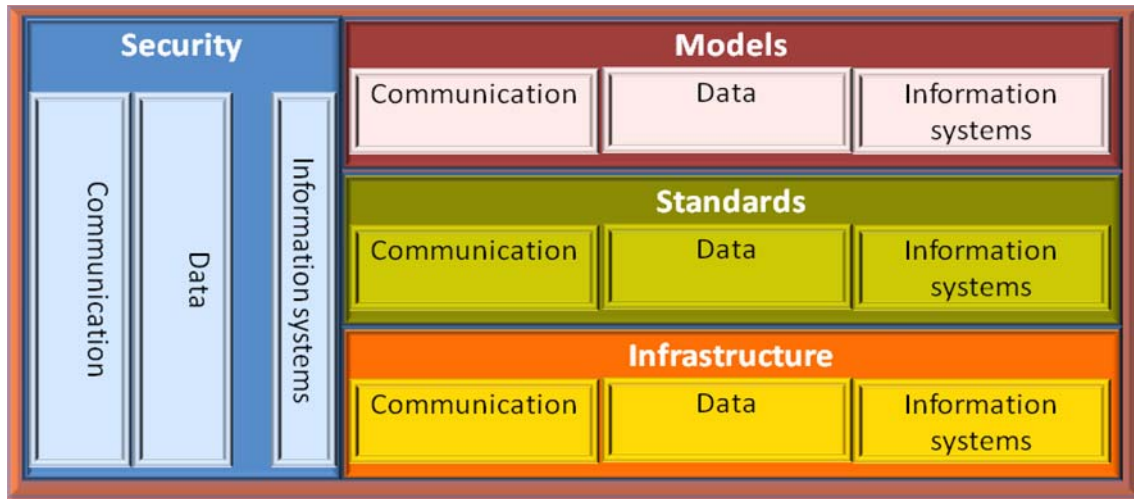 Security
Communication
Data
Information systems
Models
Communication
Data
Information
systems
Standards
Communication
Data
Information
systems
Infrastructure
Communication
Data
Information
systems